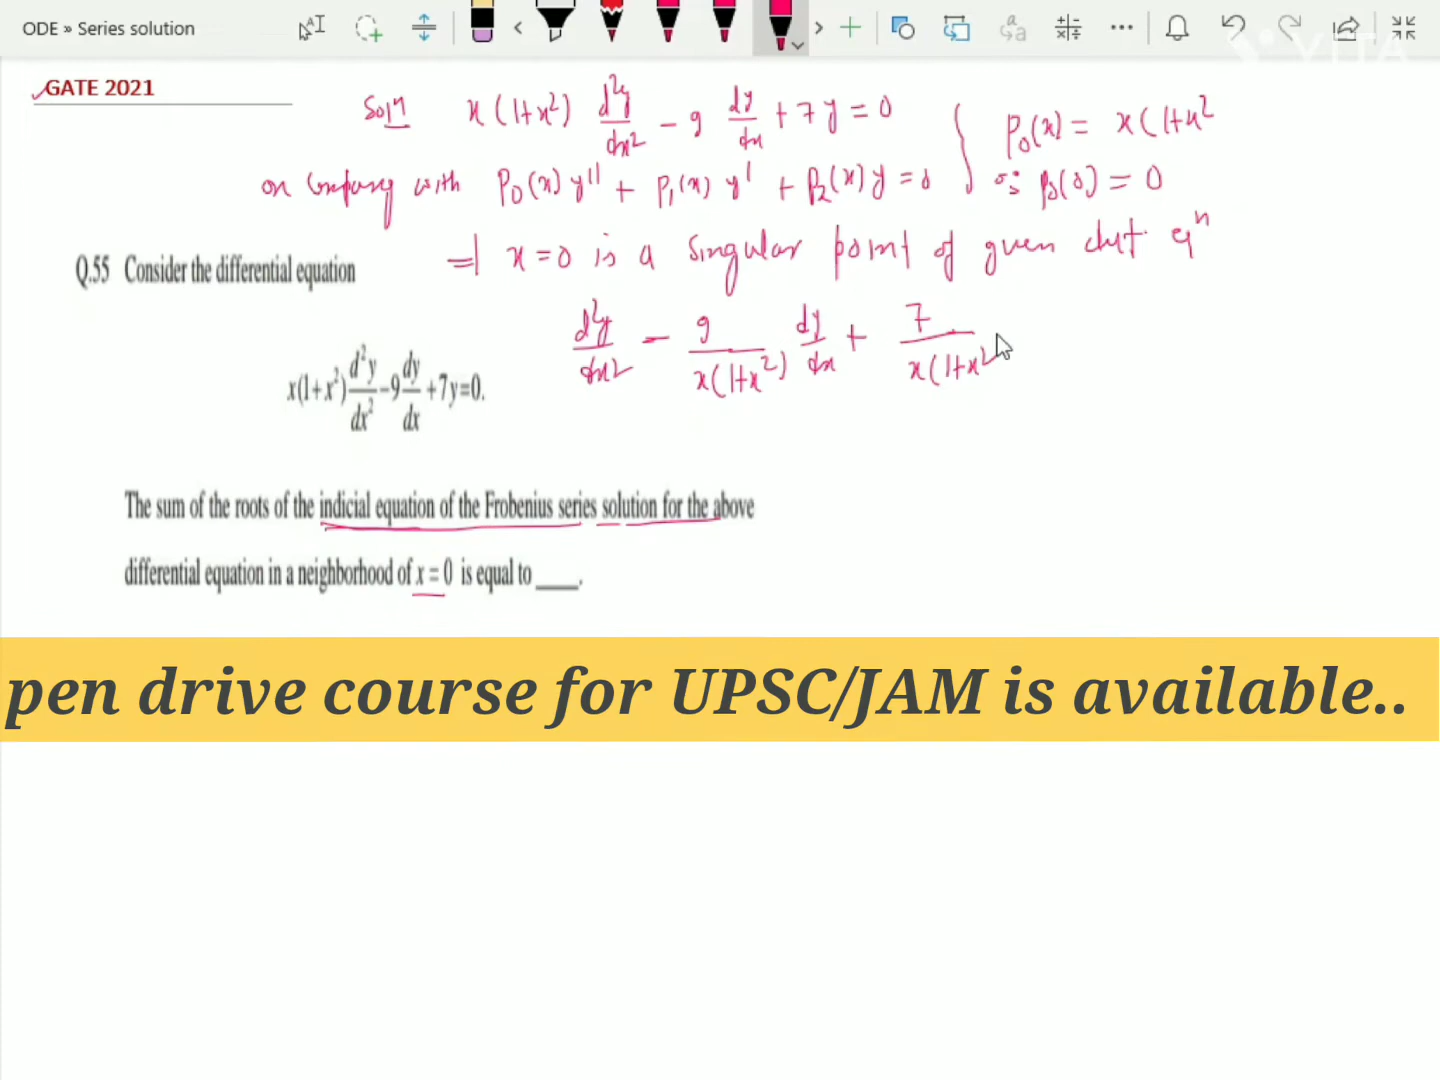 ODE » Series solution
VITA
GATE 2021
Soln x(1+x²) d²y/dx² - 9 dy/dx + 7y = 0
P₀(x) = x(1+x²
on comparing with P₀(x) y'' + P₁(x) y' + P₂(x) y = 0
∵ P₀(0) = 0
⇒ x=0 is a singular point of given diff. eqⁿ
Q.55 Consider the differential equation
d²y/dx² - 9/x(1+x²) dy/dx + 7/x(1+x²
x(1+x²) d²y/dx² -9 dy/dx +7y=0.
The sum of the roots of the indicial equation of the Frobenius series solution for the above
differential equation in a neighborhood of x = 0 is equal to ____.
pen drive course for UPSC/JAM is available..